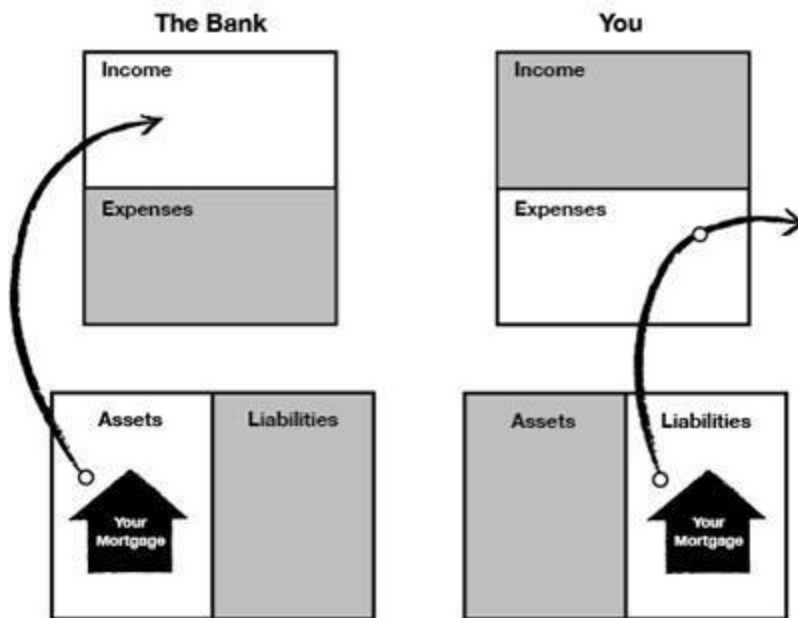 The Bank
Income
Expenses
Assets
Liabilities
Your
Mortgage
You
Income
Expenses
Assets
Liabilities
Your
Mortgage